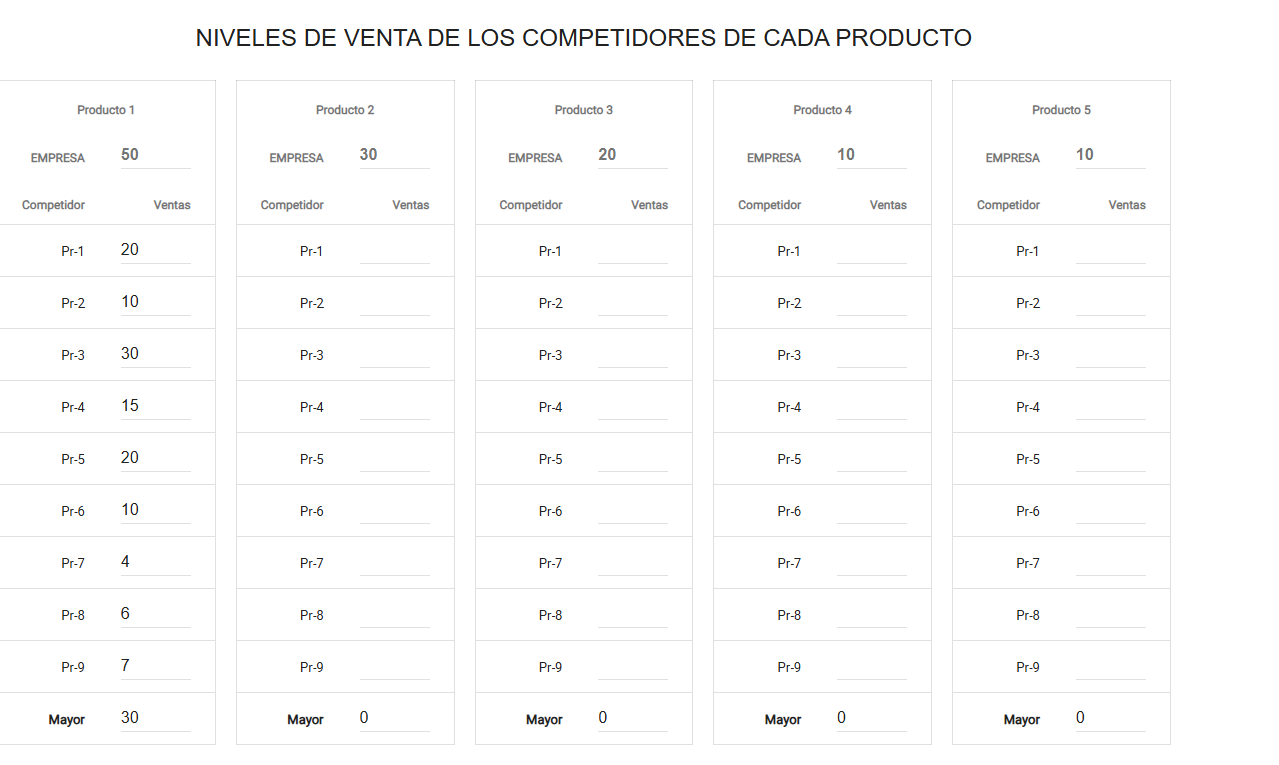 NIVELES DE VENTA DE LOS COMPETIDORES DE CADA PRODUCTO
Producto 1
EMPRESA 50
Competidor Ventas
Pr-1 20
Pr-2 10
Pr-3 30
Pr-4 15
Pr-5 20
Pr-6 10
Pr-7 4
Pr-8 6
Pr-9 7
Mayor 30
Producto 2
EMPRESA 30
Competidor Ventas
Pr-1
Pr-2
Pr-3
Pr-4
Pr-5
Pr-6
Pr-7
Pr-8
Pr-9
Mayor 0
Producto 3
EMPRESA 20
Competidor Ventas
Pr-1
Pr-2
Pr-3
Pr-4
Pr-5
Pr-6
Pr-7
Pr-8
Pr-9
Mayor 0
Producto 4
EMPRESA 10
Competidor Ventas
Pr-1
Pr-2
Pr-3
Pr-4
Pr-5
Pr-6
Pr-7
Pr-8
Pr-9
Mayor 0
Producto 5
EMPRESA 10
Competidor Ventas
Pr-1
Pr-2
Pr-3
Pr-4
Pr-5
Pr-6
Pr-7
Pr-8
Pr-9
Mayor 0